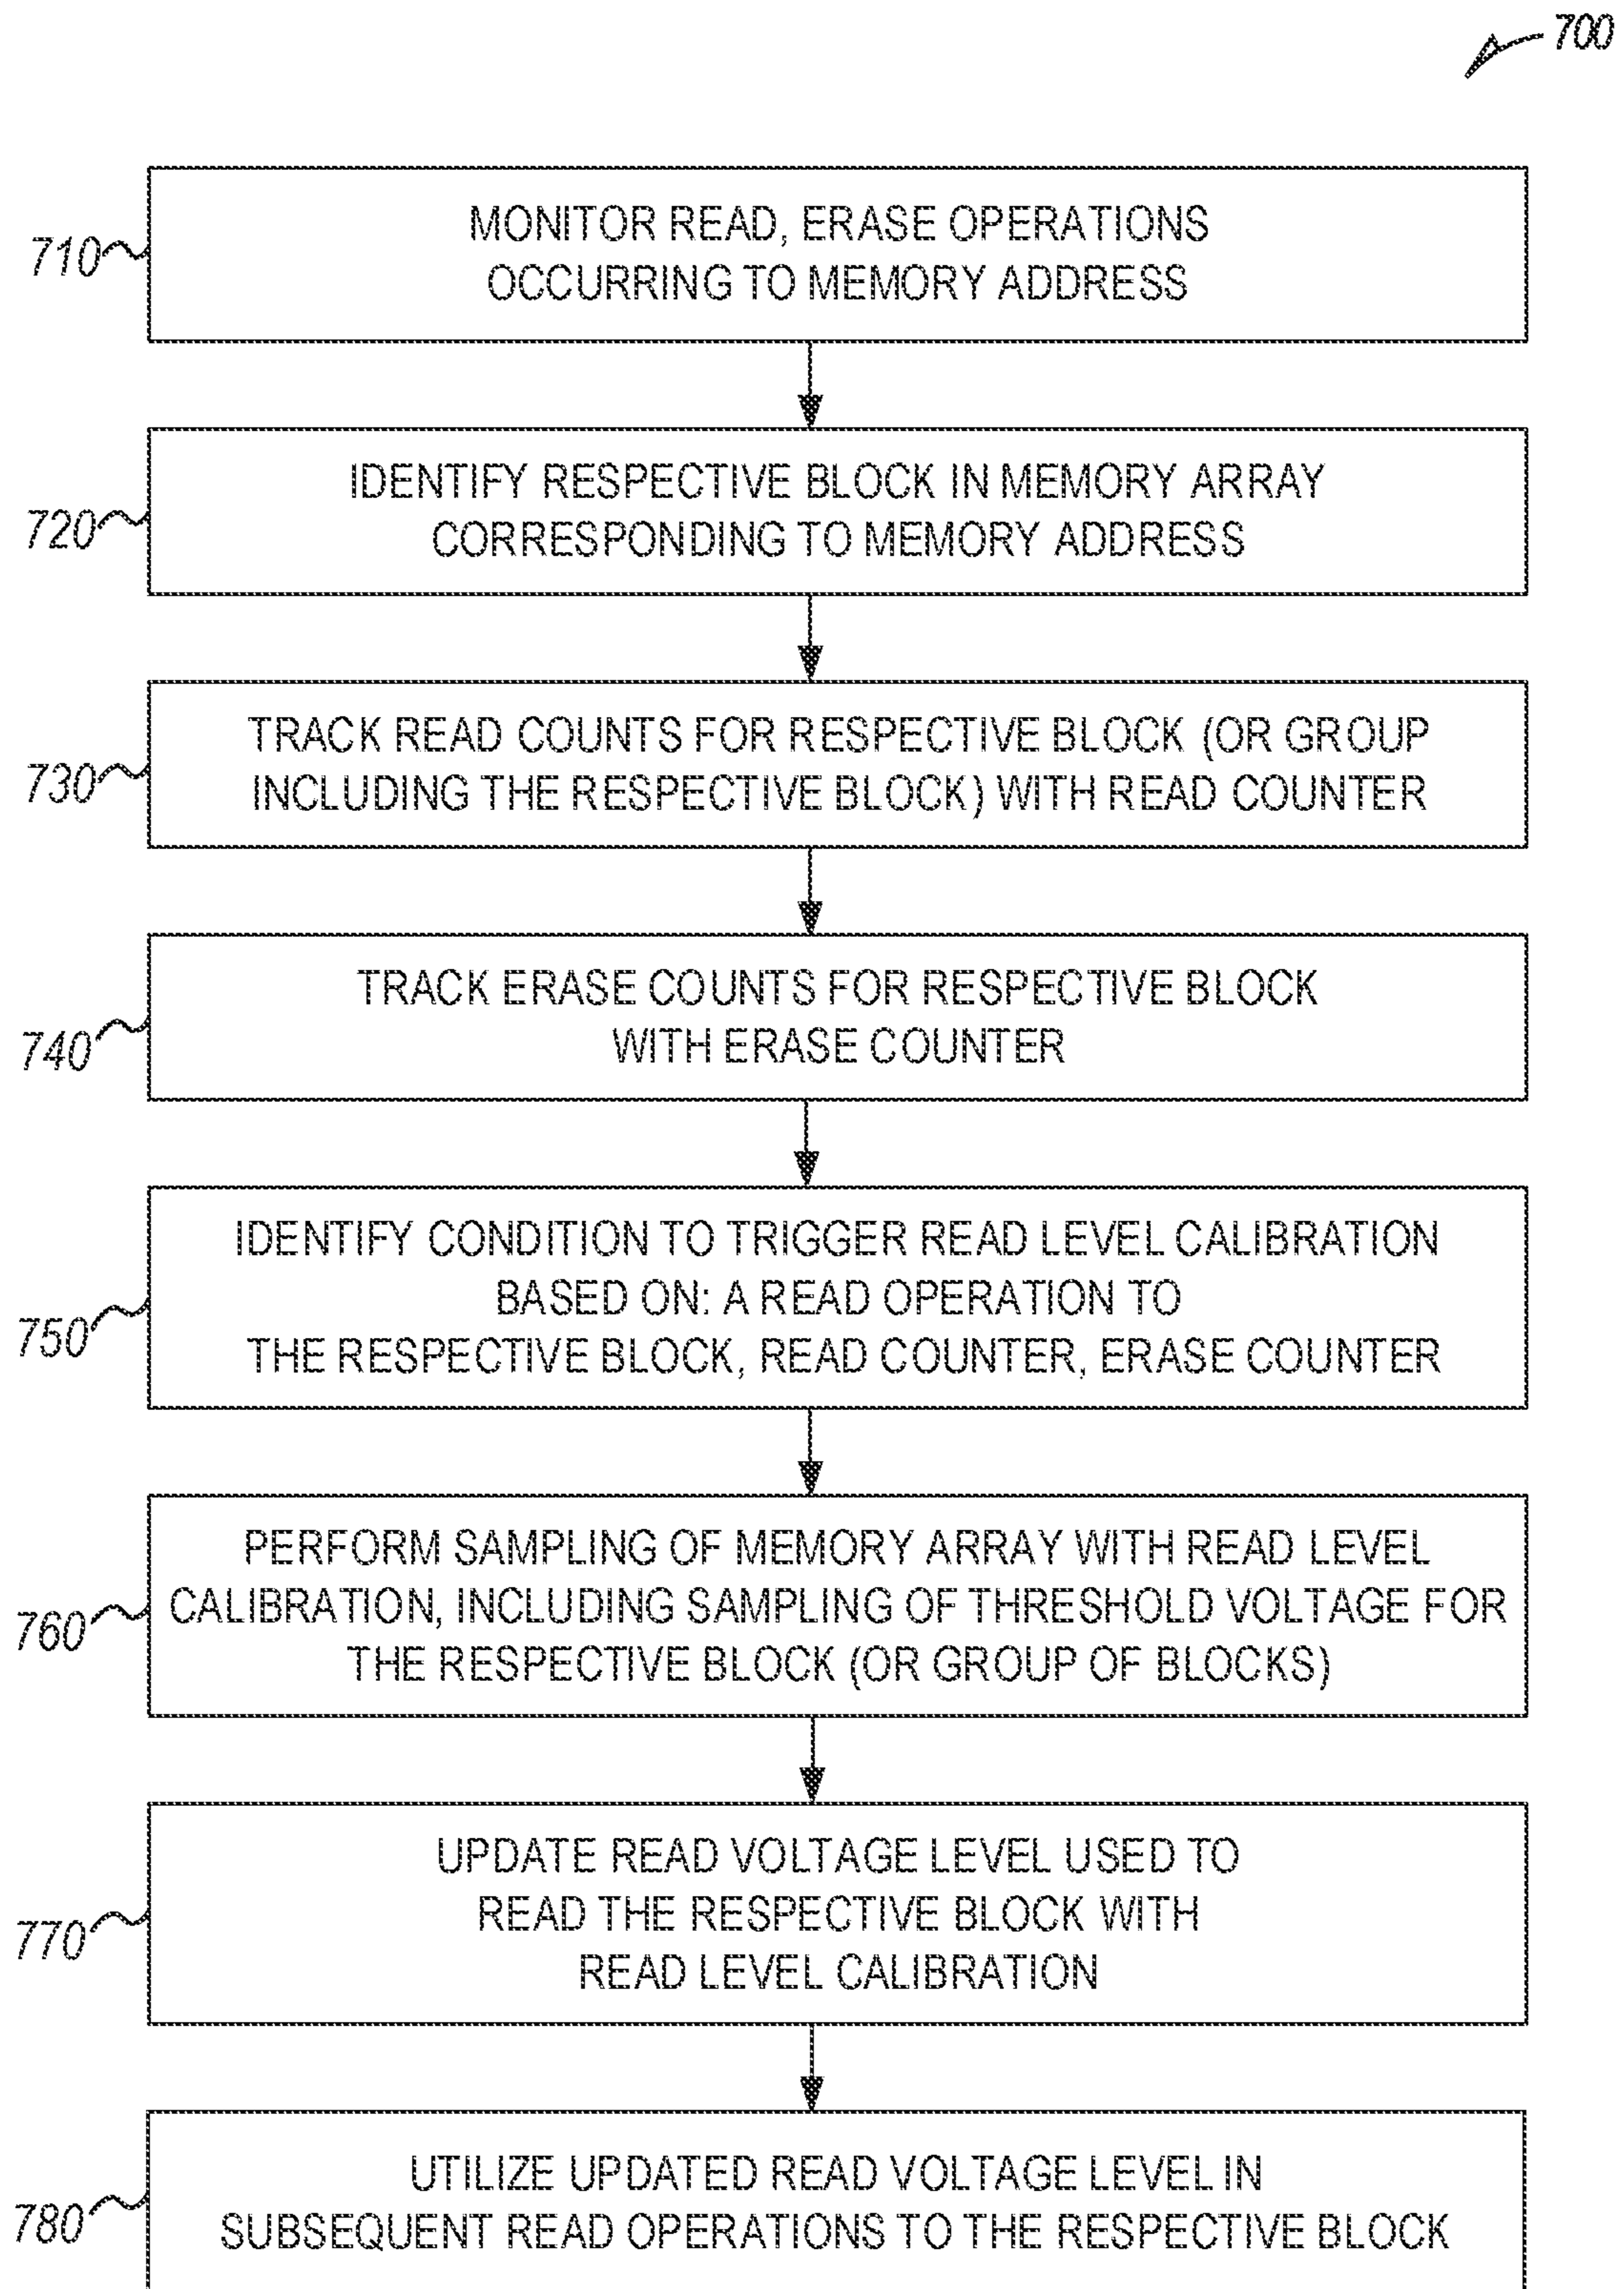 700
710
MONITOR READ, ERASE OPERATIONS
OCCURRING TO MEMORY ADDRESS
720
IDENTIFY RESPECTIVE BLOCK IN MEMORY ARRAY
CORRESPONDING TO MEMORY ADDRESS
730
TRACK READ COUNTS FOR RESPECTIVE BLOCK (OR GROUP
INCLUDING THE RESPECTIVE BLOCK) WITH READ COUNTER
740
TRACK ERASE COUNTS FOR RESPECTIVE BLOCK
WITH ERASE COUNTER
750
IDENTIFY CONDITION TO TRIGGER READ LEVEL CALIBRATION
BASED ON: A READ OPERATION TO
THE RESPECTIVE BLOCK, READ COUNTER, ERASE COUNTER
760
PERFORM SAMPLING OF MEMORY ARRAY WITH READ LEVEL
CALIBRATION, INCLUDING SAMPLING OF THRESHOLD VOLTAGE FOR
THE RESPECTIVE BLOCK (OR GROUP OF BLOCKS)
770
UPDATE READ VOLTAGE LEVEL USED TO
READ THE RESPECTIVE BLOCK WITH
READ LEVEL CALIBRATION
780
UTILIZE UPDATED READ VOLTAGE LEVEL IN
SUBSEQUENT READ OPERATIONS TO THE RESPECTIVE BLOCK